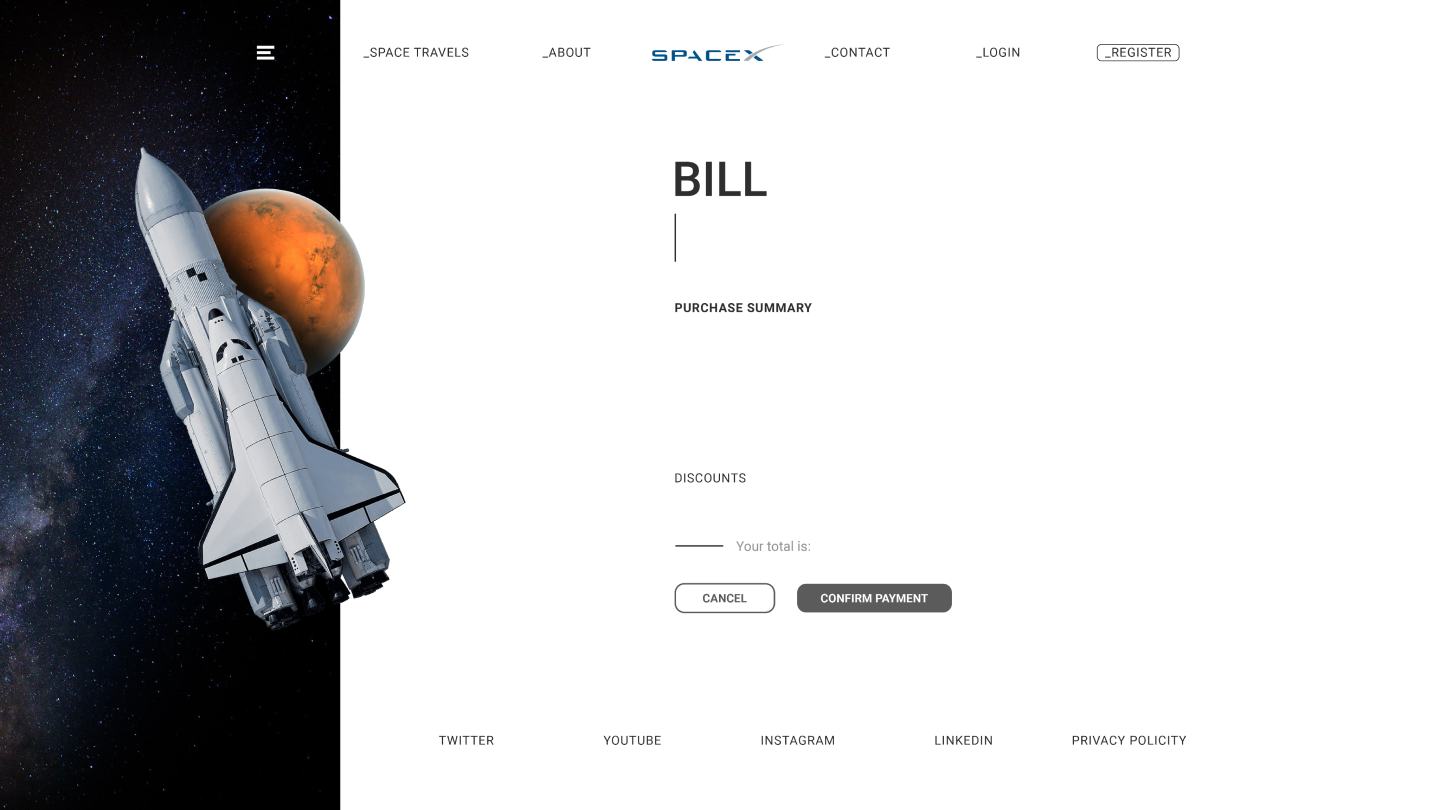 _SPACE TRAVELS
_ABOUT
SPACEX
_CONTACT
_LOGIN
_REGISTER
BILL
PURCHASE SUMMARY
DISCOUNTS
Your total is:
CANCEL
CONFIRM PAYMENT
TWITTER
YOUTUBE
INSTAGRAM
LINKEDIN
PRIVACY POLICITY